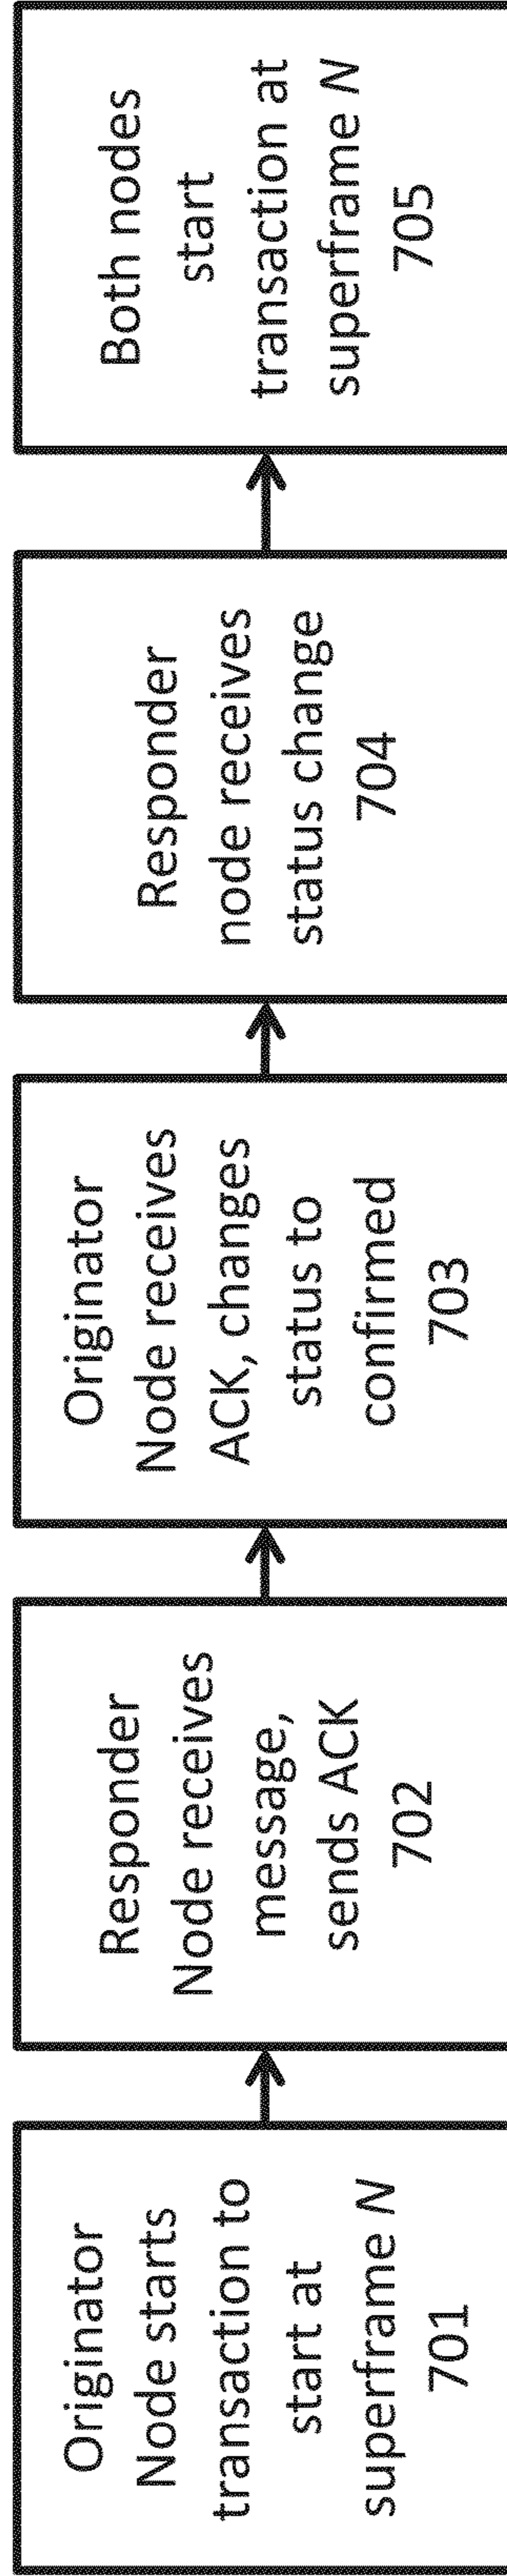 Originator
Node starts
transaction to
start at
superframe N
701
Responder
Node receives
message,
sends ACK
702
Originator
Node receives
ACK, changes
status to
confirmed
703
Responder
node receives
status change
704
Both nodes
start
transaction at
superframe N
705